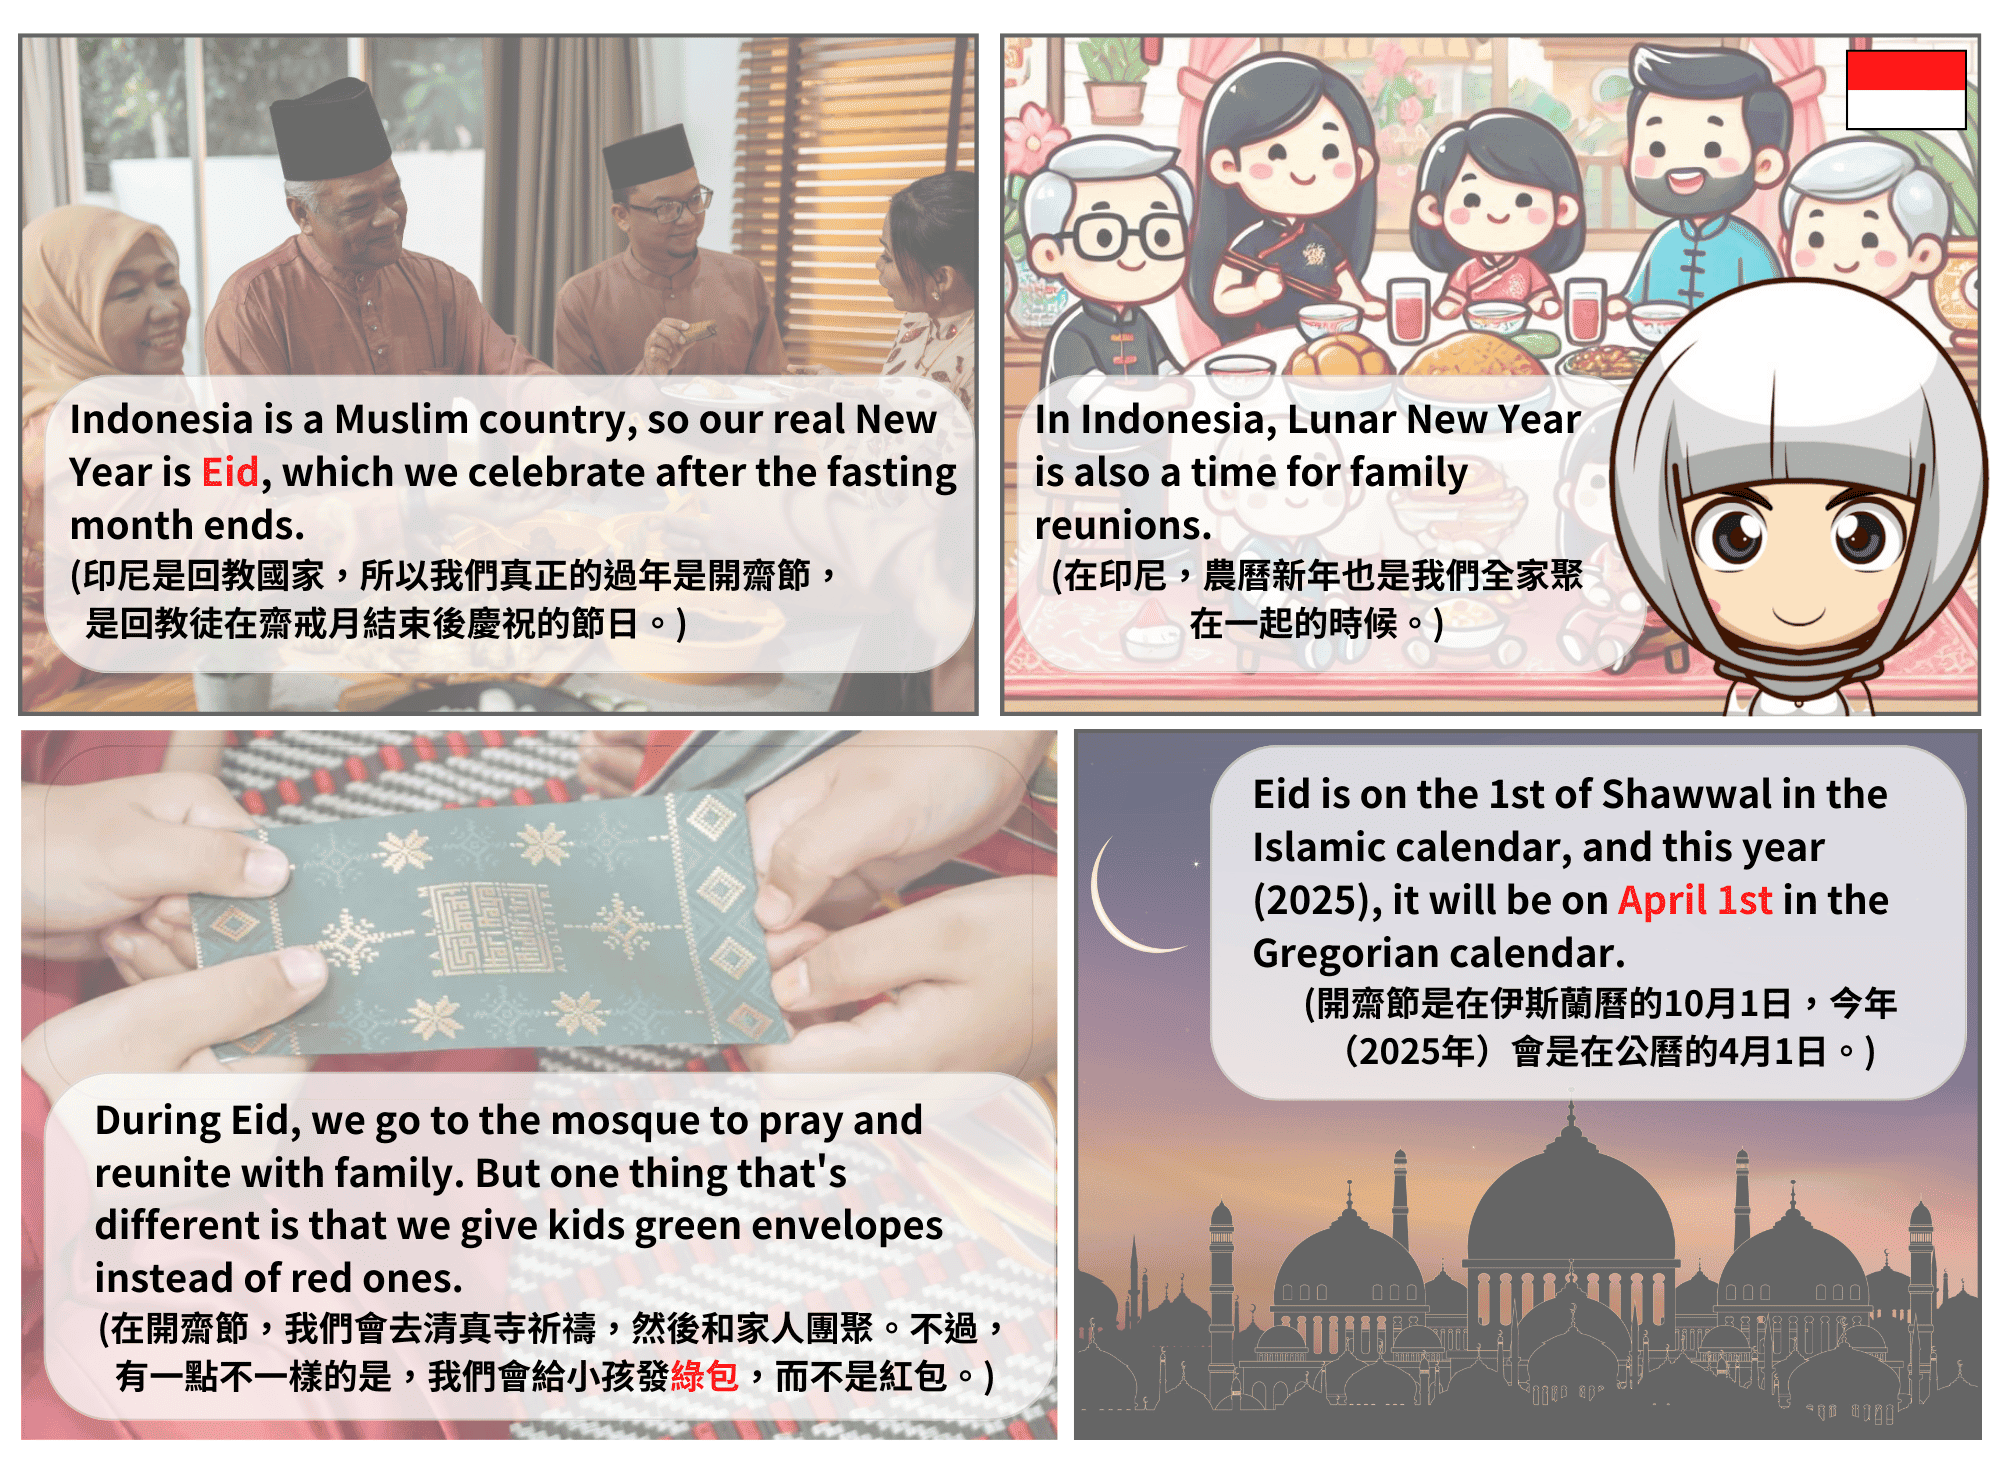 Indonesia is a Muslim country, so our real New
Year is Eid, which we celebrate after the fasting
month ends.
(印尼是回教國家，所以我們真正的過年是開齋節，
是回教徒在齋戒月結束後慶祝的節日。)
In Indonesia, Lunar New Year
is also a time for family
reunions.
(在印尼，農曆新年也是我們全家聚
在一起的時候。)
During Eid, we go to the mosque to pray and
reunite with family. But one thing that's
different is that we give kids green envelopes
instead of red ones.
(在開齋節，我們會去清真寺祈禱，然後和家人團聚。不過，
有一點不一樣的是，我們會給小孩發綠包，而不是紅包。)
Eid is on the 1st of Shawwal in the
Islamic calendar, and this year
(2025), it will be on April 1st in the
Gregorian calendar.
(開齋節是在伊斯蘭曆的10月1日，今年
（2025年）會是在公曆的4月1日。)